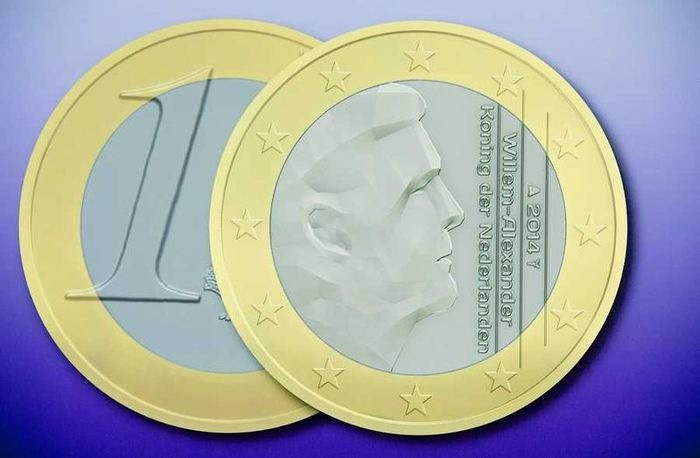 1
Willem-Alexander
Koning der Nederlanden
2014